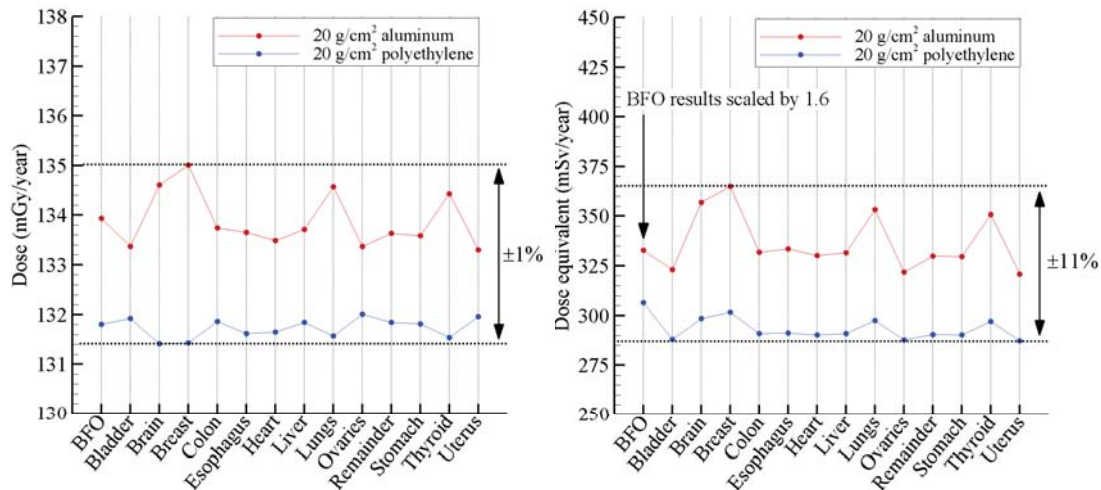 138
137
136
135
134
133
132
131
130
Dose (mGy/year)
20 g/cm² aluminum
20 g/cm² polyethylene
±1%
BFO
Bladder
Brain
Breast
Colon
Esophagus
Heart
Liver
Lungs
Ovaries
Remainder
Stomach
Thyroid
Uterus
450
425
400
375
350
325
300
275
250
Dose equivalent (mSv/year)
20 g/cm² aluminum
20 g/cm² polyethylene
BFO results scaled by 1.6
±11%
BFO
Bladder
Brain
Breast
Colon
Esophagus
Heart
Liver
Lungs
Ovaries
Remainder
Stomach
Thyroid
Uterus